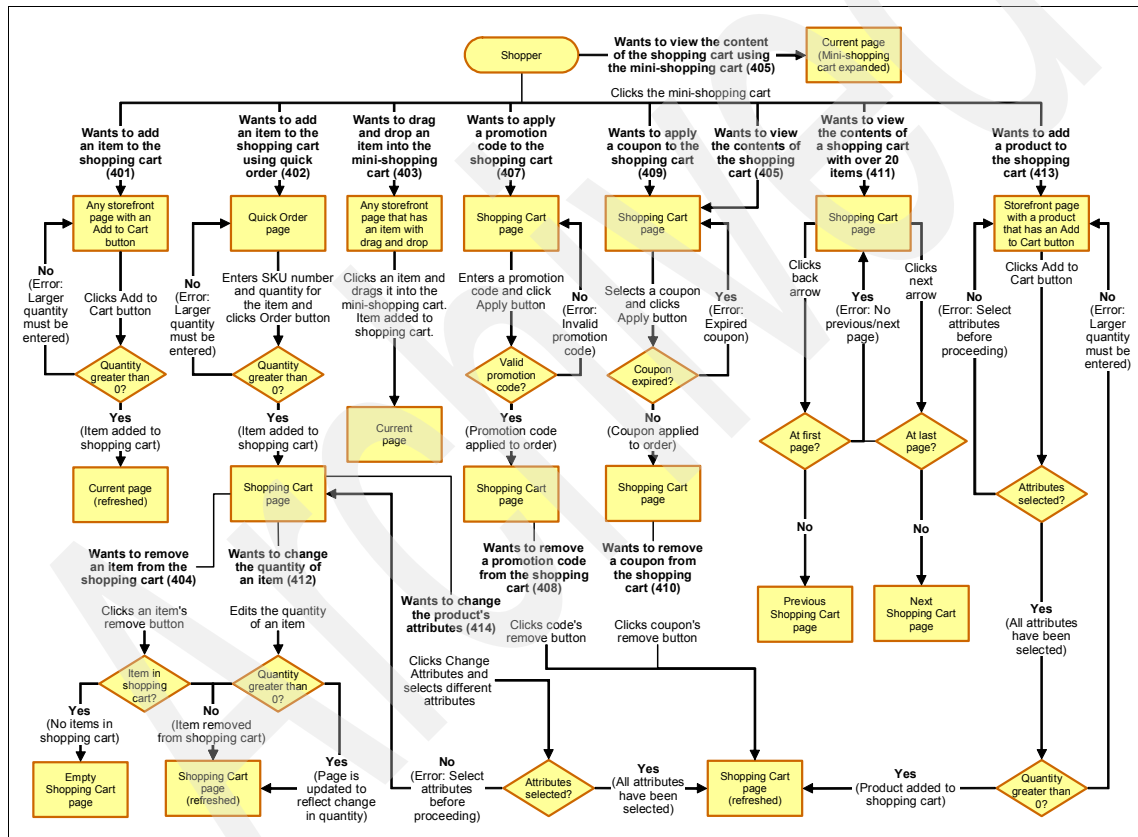 Shopper
Wants to view the content
of the shopping cart using
the mini-shopping cart (405)
Current page
(Mini-shopping
cart expanded)
Clicks the mini-shopping cart
Wants to add
an item to the
shopping cart
(401)
Wants to add
an item to the
shopping cart
using quick
order (402)
Wants to drag
and drop an
item into the
mini-shopping
cart (403)
Wants to apply
a promotion
code to the
shopping cart
(407)
Wants to apply
a coupon to the
shopping cart
(409)
Wants to view
the contents of
the shopping
cart (405)
Wants to view
the contents of
a shopping cart
with over 20
items (411)
Wants to add
a product to
the shopping
cart (413)
Any storefront
page with an
Add to Cart
button
Quick Order
page
Any storefront
page that has
an item with
drag and drop
Shopping Cart
page
Shopping Cart
page
Shopping Cart
page
Storefront page
with a product
that has an Add
to Cart button
No
(Error:
Larger
quantity
must be
entered)
Clicks Add to
Cart button
No
(Error:
Larger
quantity
must be
entered)
Enters SKU number
and quantity for
the item and
clicks Order button
Clicks an item and
drags it into the
mini-shopping cart.
Item added to
shopping cart.
Enters a promotion
code and click
Apply button
No
(Error:
Invalid
promotion
code)
Selects a coupon
and clicks
Apply button
Yes
(Error:
Expired
coupon)
Clicks
back
arrow
Yes
(Error: No
previous/next
page)
Clicks
next
arrow
No
(Error: Select
attributes
before
proceeding)
Clicks Add to
Cart button
No
(Error:
Larger
quantity
must be
entered)
Quantity
greater than
0?
Quantity
greater than
0?
Valid
promotion
code?
Coupon
expired?
At first
page?
At last
page?
Attributes
selected?
Yes
(Item added to
shopping cart)
Yes
(Item added to
shopping cart)
Current
page
Yes
(Promotion code
applied to order)
No
(Coupon applied
to order)
Current page
(refreshed)
Shopping Cart
page
Shopping Cart
page
Shopping Cart
page
No
No
Wants to remove
an item from the
shopping cart (404)
Wants to change
the quantity of
an item (412)
Wants to change
the product's
attributes (414)
Wants to remove
a promotion code
from the shopping
cart (408)
Wants to remove
a coupon from
the shopping
cart (410)
Previous
Shopping Cart
page
Next
Shopping Cart
page
Yes
(All attributes
have been
selected)
Clicks an item's
remove button
Edits the quantity
of an item
Clicks code's
remove button
Clicks coupon's
remove button
Clicks Change
Attributes and
selects different
attributes
Item in
shopping
cart?
Quantity
greater than
0?
Yes
(No items in
shopping cart)
No
(Item removed
from shopping cart)
Yes
(Page is
updated to
reflect change
in quantity)
Empty
Shopping Cart
page
Shopping Cart
page
(refreshed)
No
(Error: Select
attributes
before
proceeding)
Attributes
selected?
Yes
(All attributes
have been
selected)
Shopping Cart
page
(refreshed)
Yes
(Product added to
shopping cart)
Quantity
greater than
0?
Archived